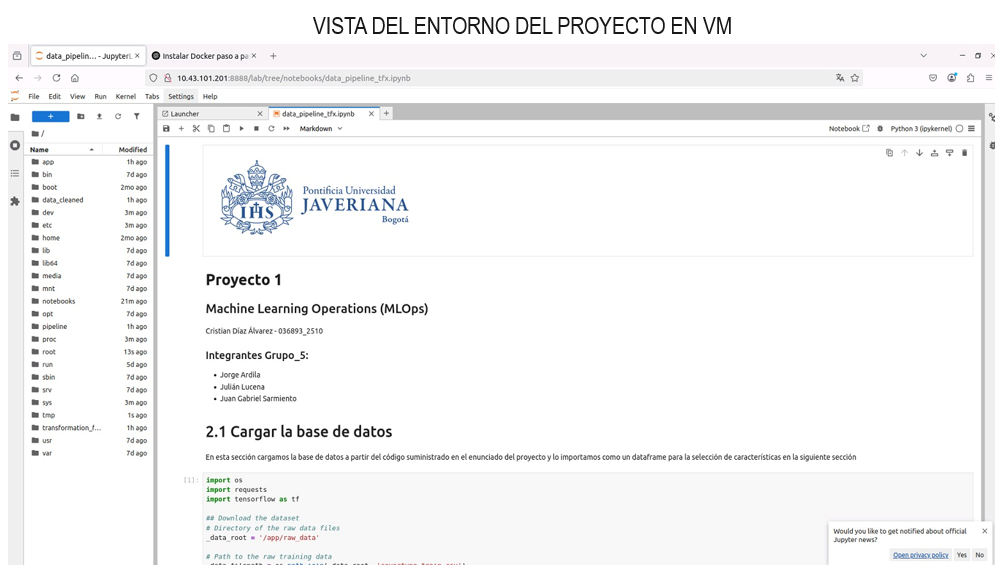 VISTA DEL ENTORNO DEL PROYECTO EN VM
data_pipelin... - JupyterL
Instalar Docker paso a pa
10.43.101.201:8888/lab/tree/notebooks/data_pipeline_tfx.ipynb
File Edit View Run Kernel Tabs Settings Help
Launcher
data_pipeline_tfx.ipynb
Markdown
Notebook
Python 3 (ipykernel)
/
Name Modified
app 1h ago
bin 7d ago
boot 2mo ago
data_cleaned 1h ago
dev 3m ago
etc 3m ago
home 2mo ago
lib 7d ago
lib64 7d ago
media 7d ago
mnt 7d ago
notebooks 21m ago
opt 7d ago
pipeline 1h ago
proc 3m ago
root 13s ago
run 5d ago
sbin 7d ago
srv 7d ago
sys 3m ago
tmp 1s ago
transformation_f... 1h ago
usr 7d ago
var 7d ago
IHS
Pontificia Universidad
JAVERIANA
Bogotá
Proyecto 1
Machine Learning Operations (MLOps)
Cristian Díaz Álvarez - 036893_2510
Integrantes Grupo_5:
• Jorge Ardila
• Julián Lucena
• Juan Gabriel Sarmiento
2.1 Cargar la base de datos
En esta sección cargamos la base de datos a partir del código suministrado en el enunciado del proyecto y lo importamos como un dataframe para la selección de características en la siguiente sección
[1]:
import os
import requests
import tensorflow as tf
## Download the dataset
# Directory of the raw data files
_data_root = '/app/raw_data'
# Path to the raw training data
Would you like to get notified about official
Jupyter news?
Open privacy policy Yes No